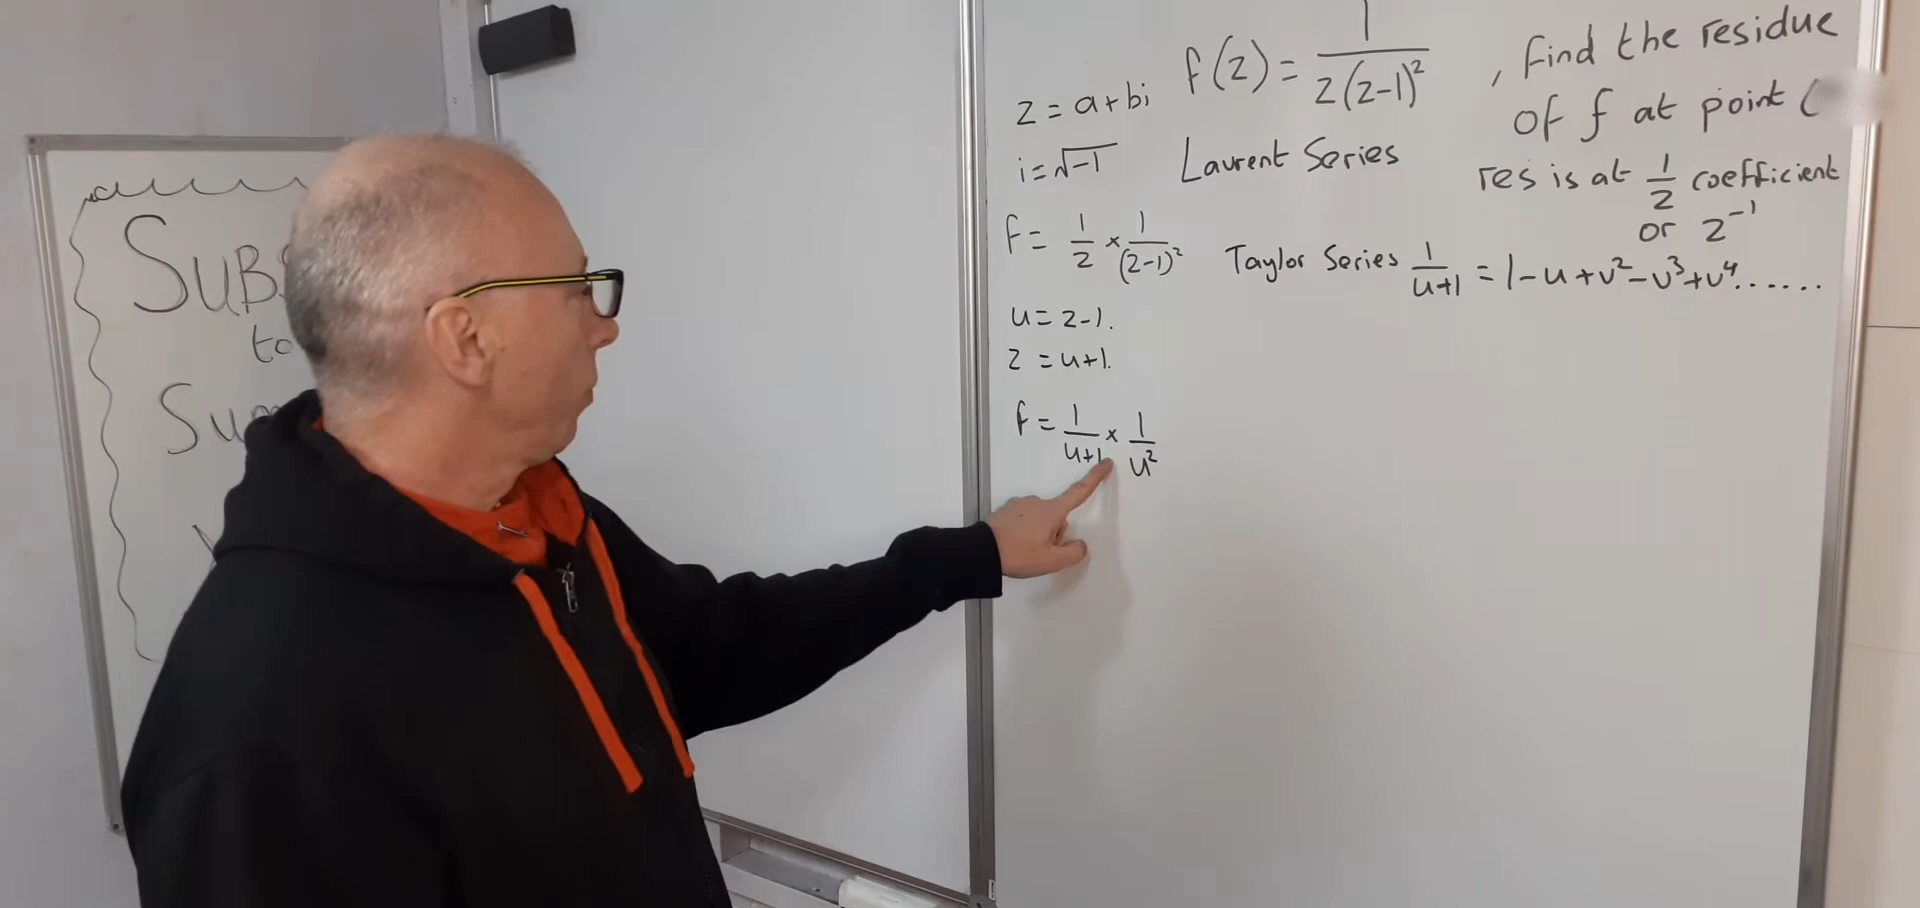 f(z) = 1/(z(z-1)²) , find the residue
of f at point (
z = a+bi
i = √-1
Laurent Series
res is at 1/z coefficient
or z⁻¹
f = 1/z × 1/(z-1)²
Taylor Series 1/(u+1) = 1-u+u²-u³+u⁴......
u = z-1.
z = u+1.
f = 1/(u+1) × 1/u²
to